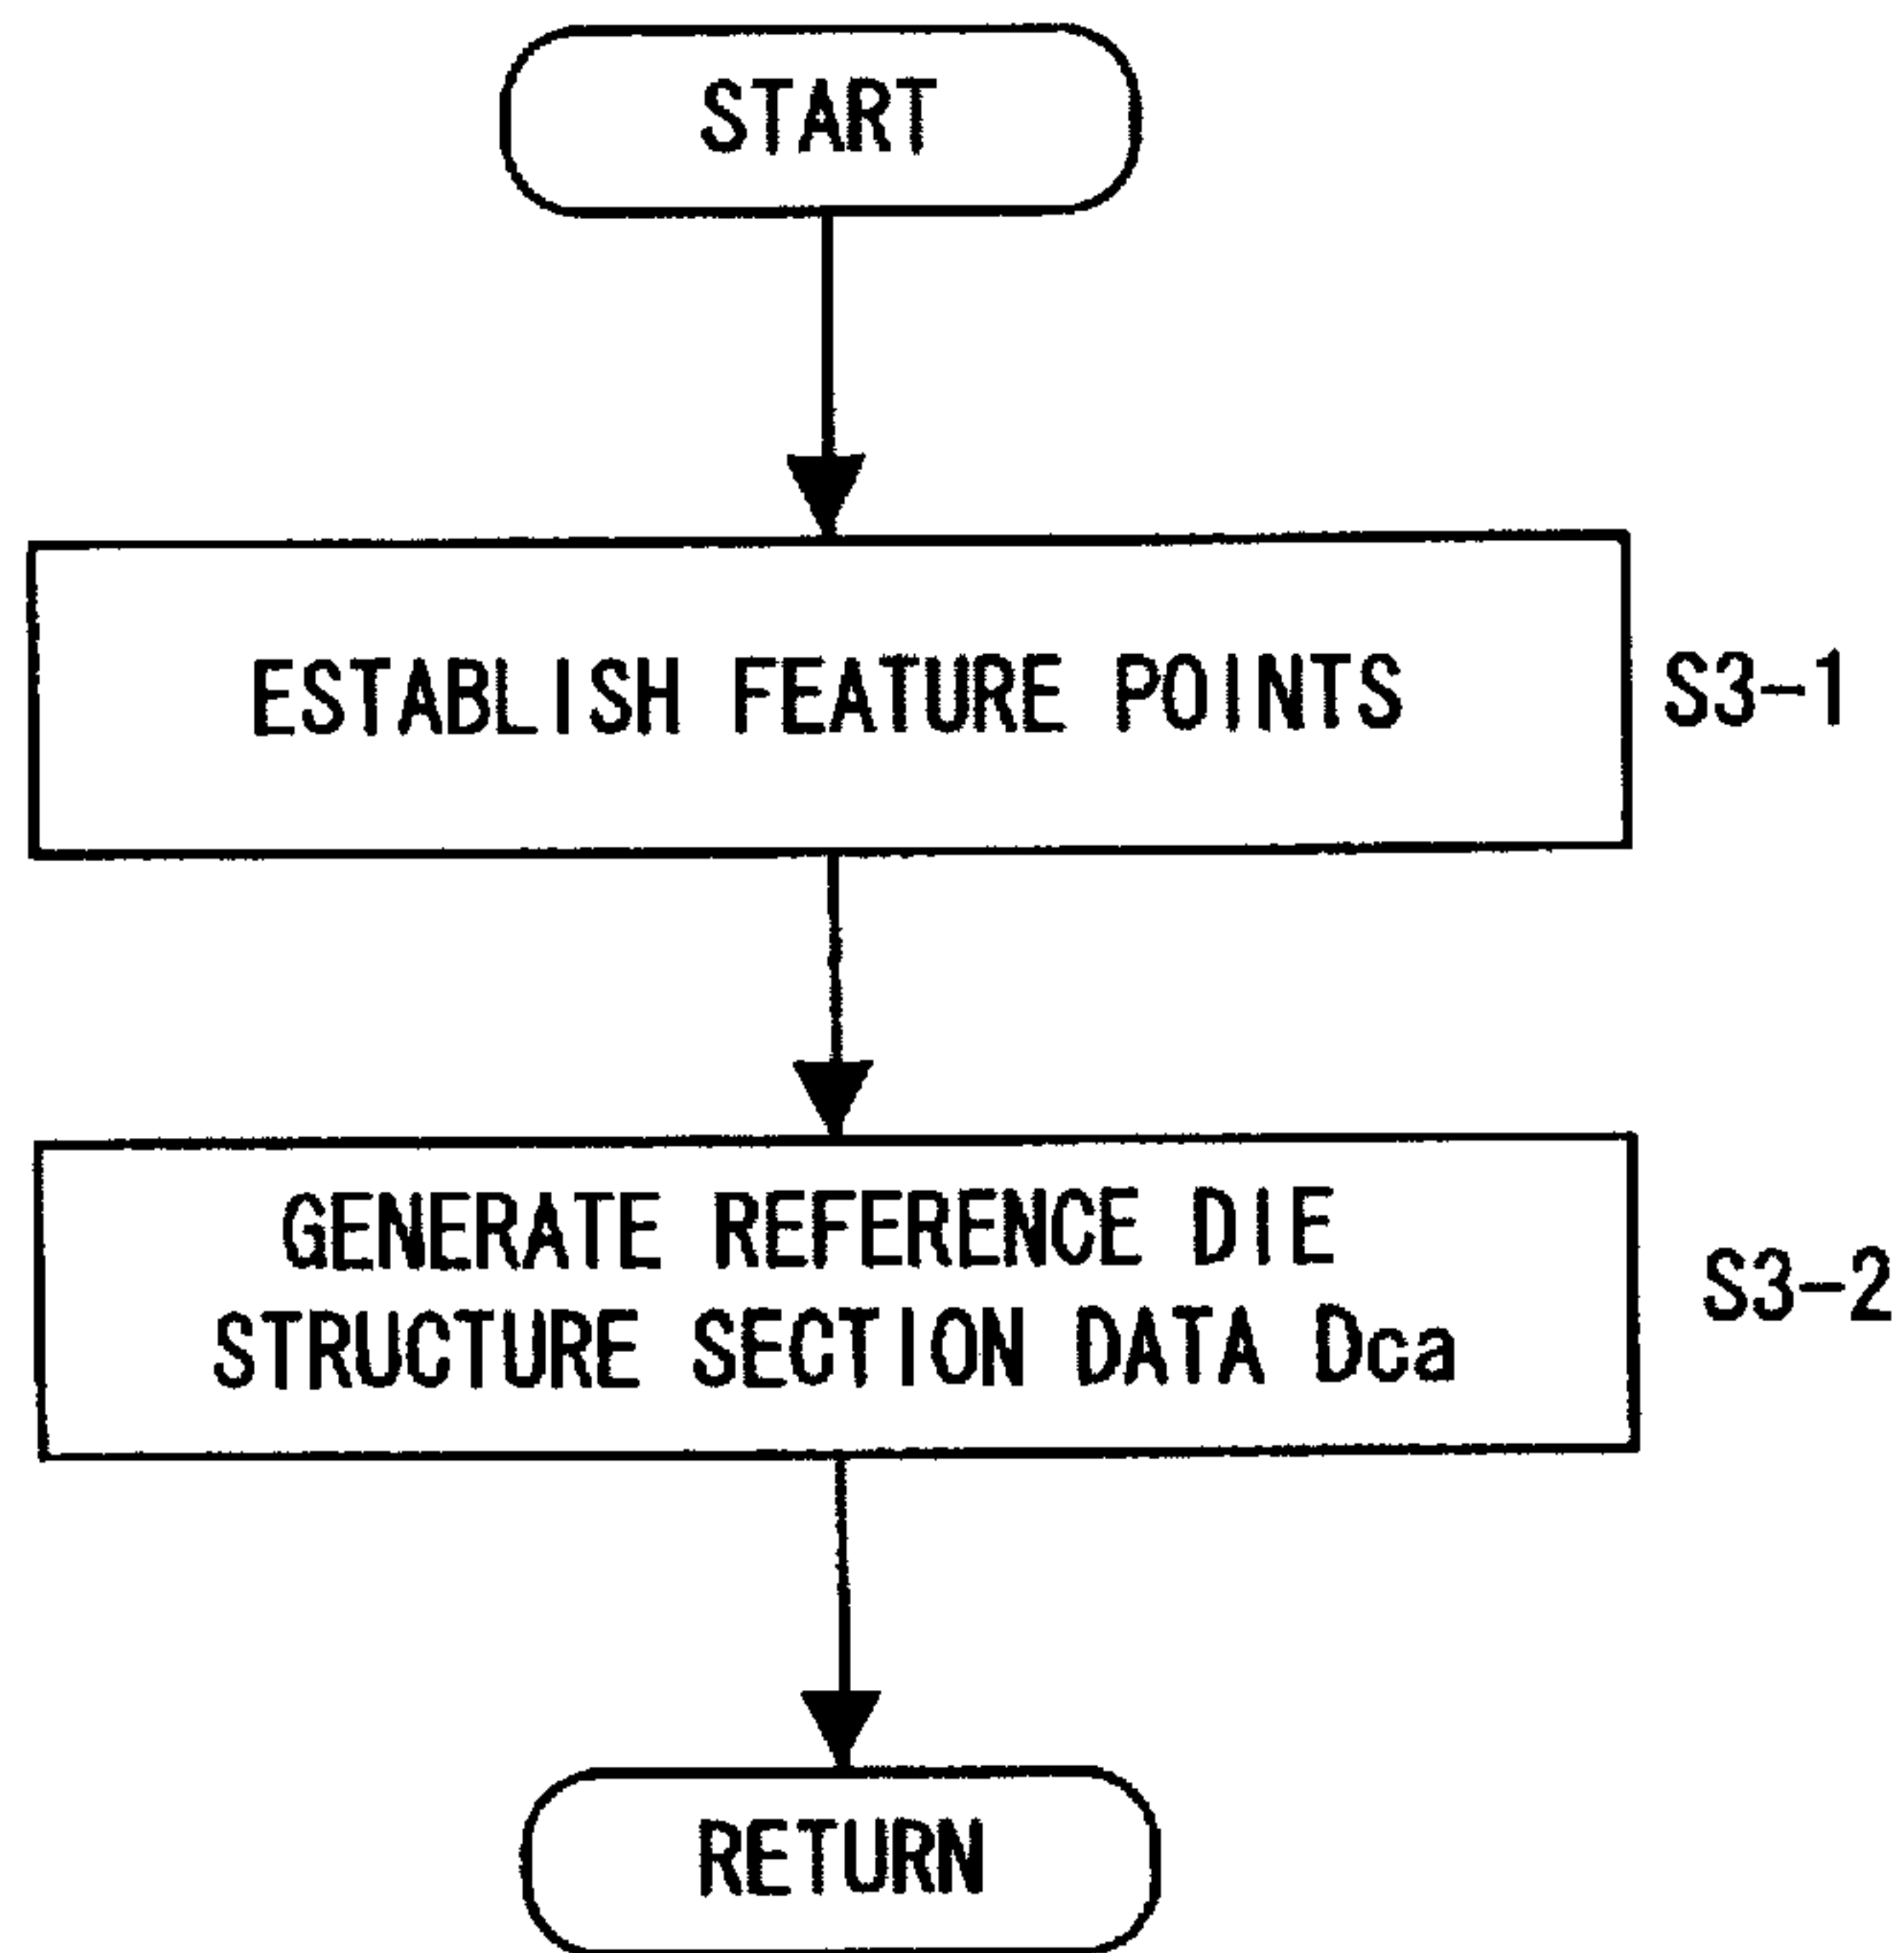 START
ESTABLISH FEATURE POINTS
S3-1
GENERATE REFERENCE DIE
STRUCTURE SECTION DATA Dca
S3-2
RETURN